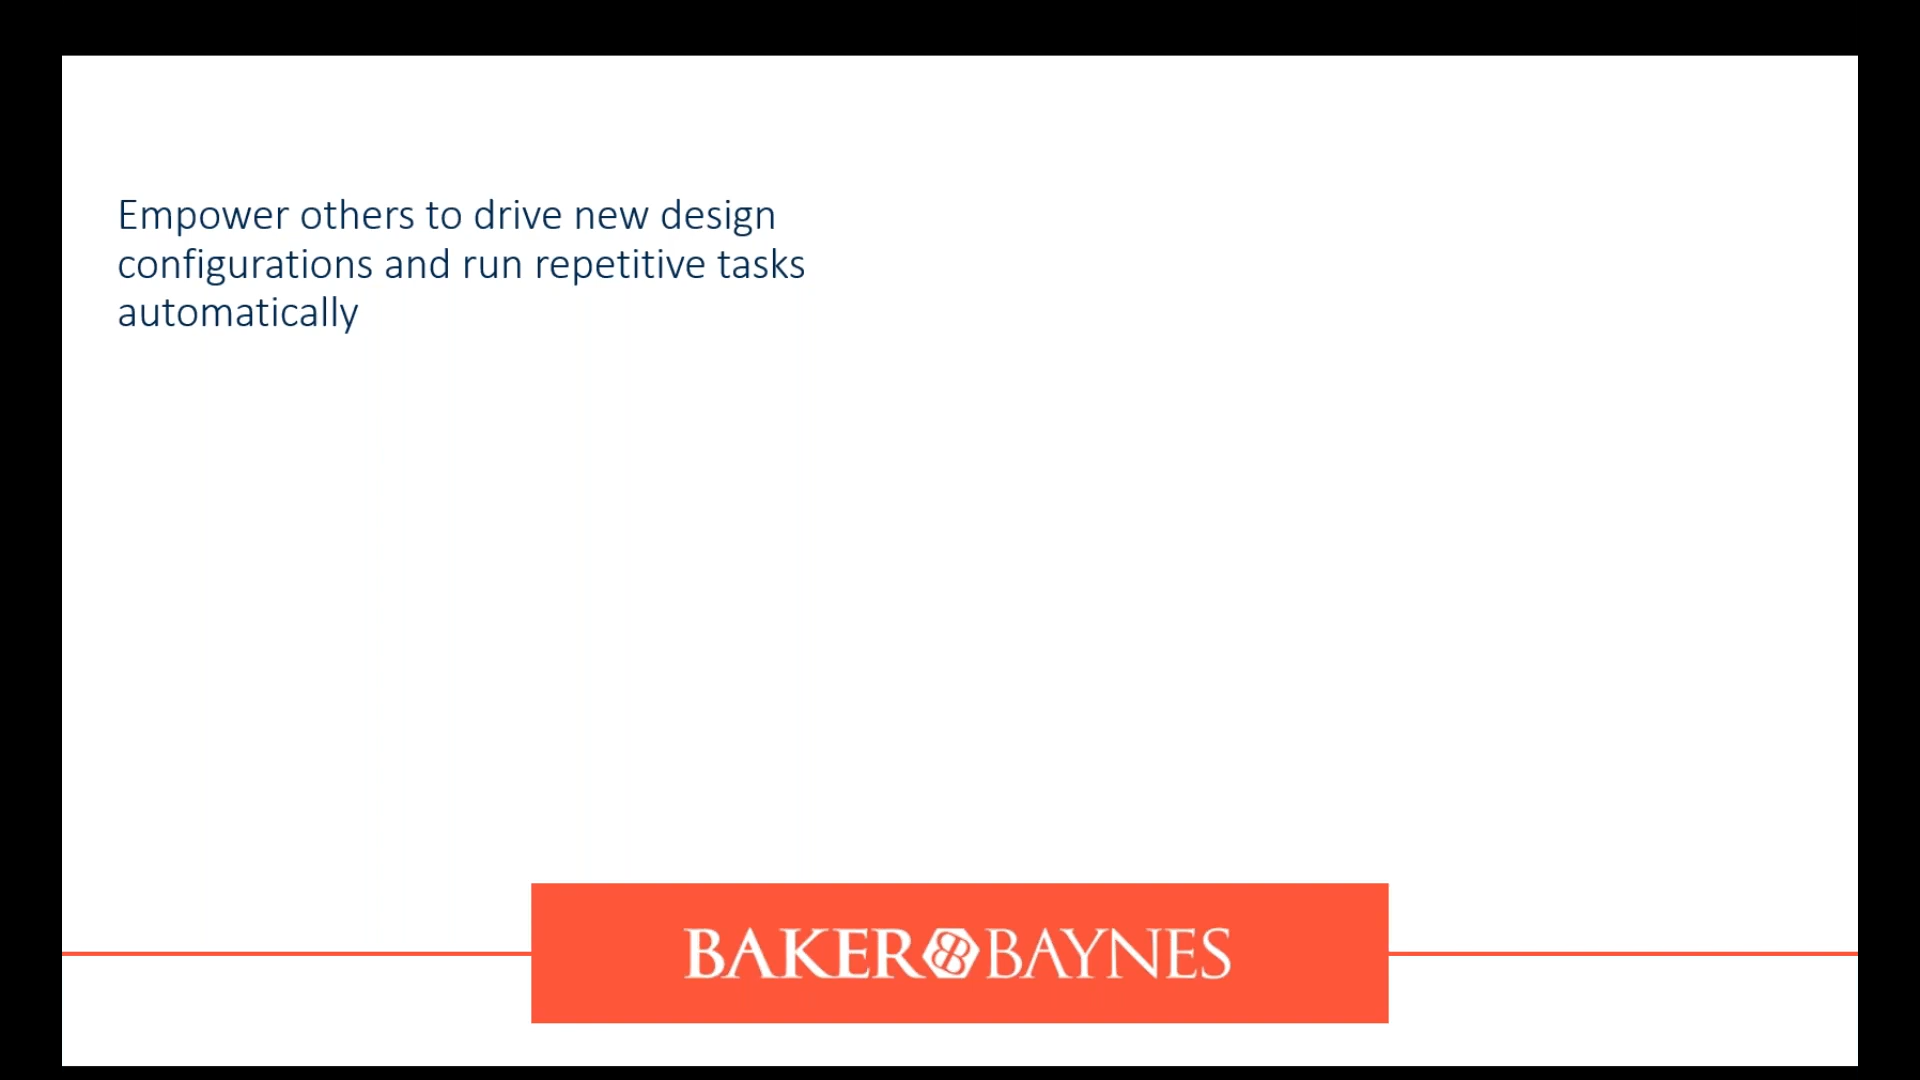 Empower others to drive new design
configurations and run repetitive tasks
automatically
BAKER BAYNES